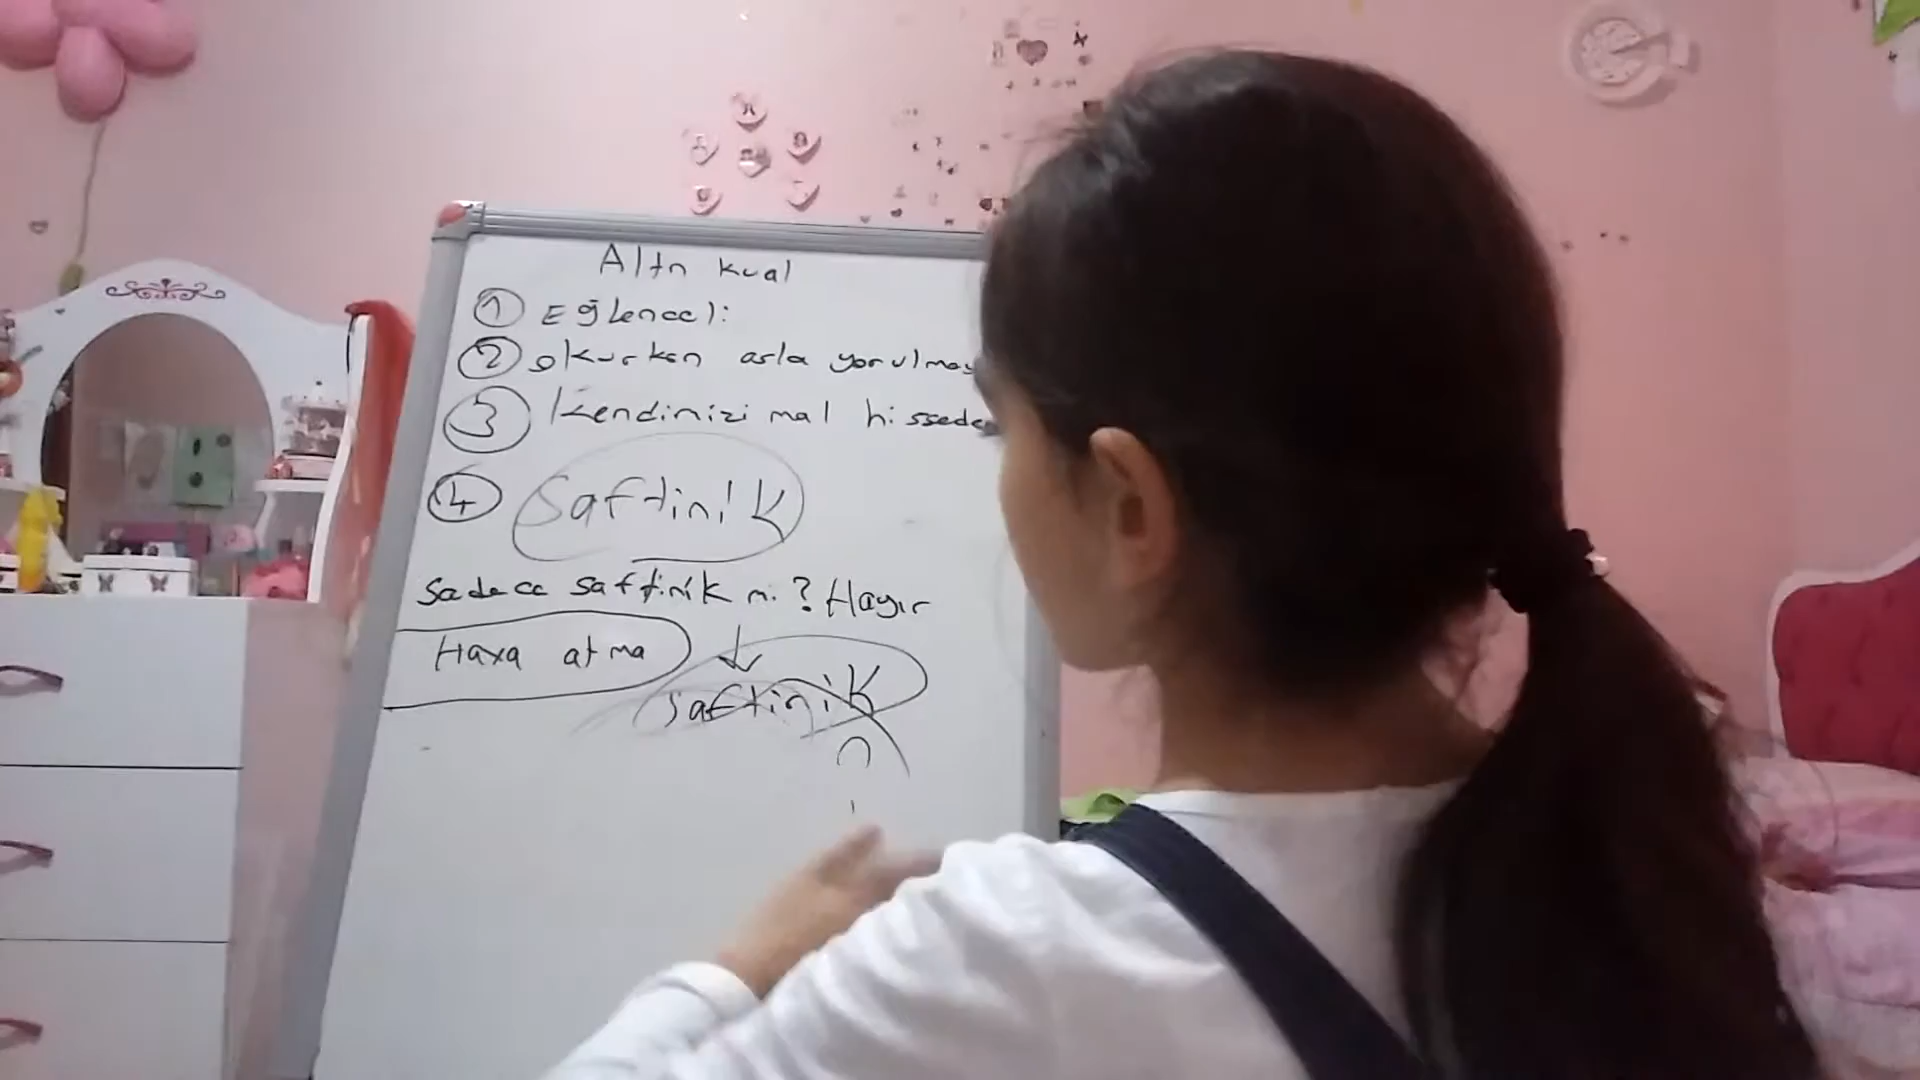 Altn kual
1 Eğlenceli
2 okurken asla yorulmay
3 Kendinizi mal hissede
4 Saftinik
Sadece saftinik mi? Hayır
Haxa atma
saftinik